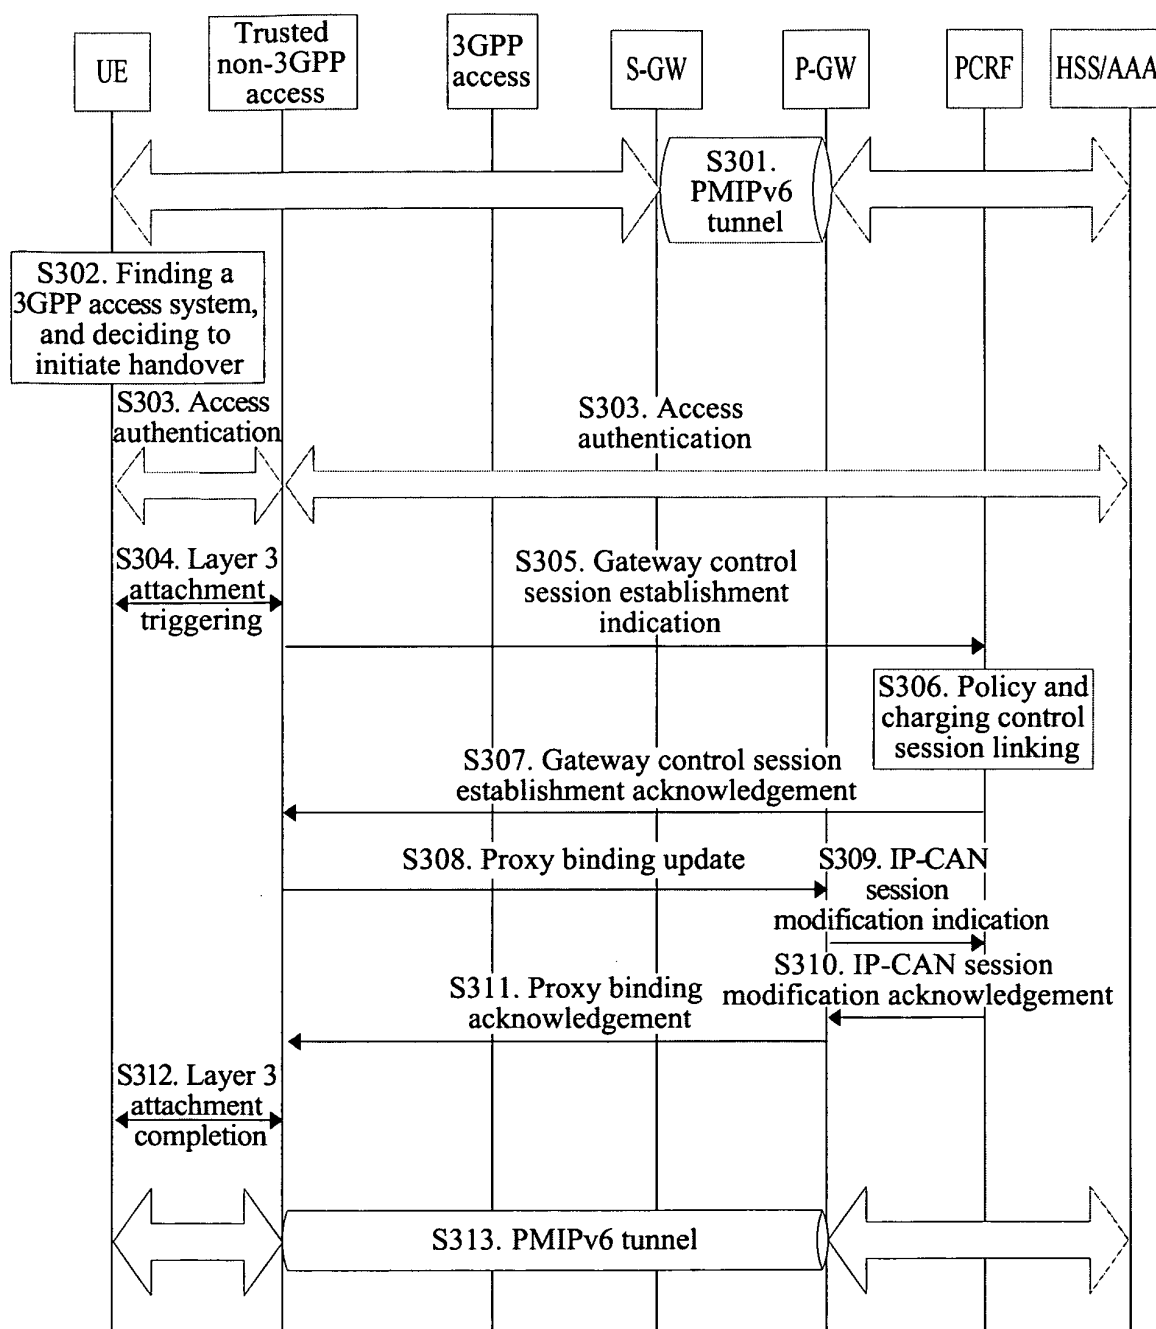 UE
Trusted
non-3GPP
access
3GPP
access
S-GW
P-GW
PCRF
HSS/AAA
S301.
PMIPv6
tunnel
S302. Finding a
3GPP access system,
and deciding to
initiate handover
S303. Access
authentication
S303. Access
authentication
S304. Layer 3
attachment
triggering
S305. Gateway control
session establishment
indication
S306. Policy and
charging control
session linking
S307. Gateway control session
establishment acknowledgement
S308. Proxy binding update
S309. IP-CAN
session
modification indication
S310. IP-CAN session
modification acknowledgement
S311. Proxy binding
acknowledgement
S312. Layer 3
attachment
completion
S313. PMIPv6 tunnel